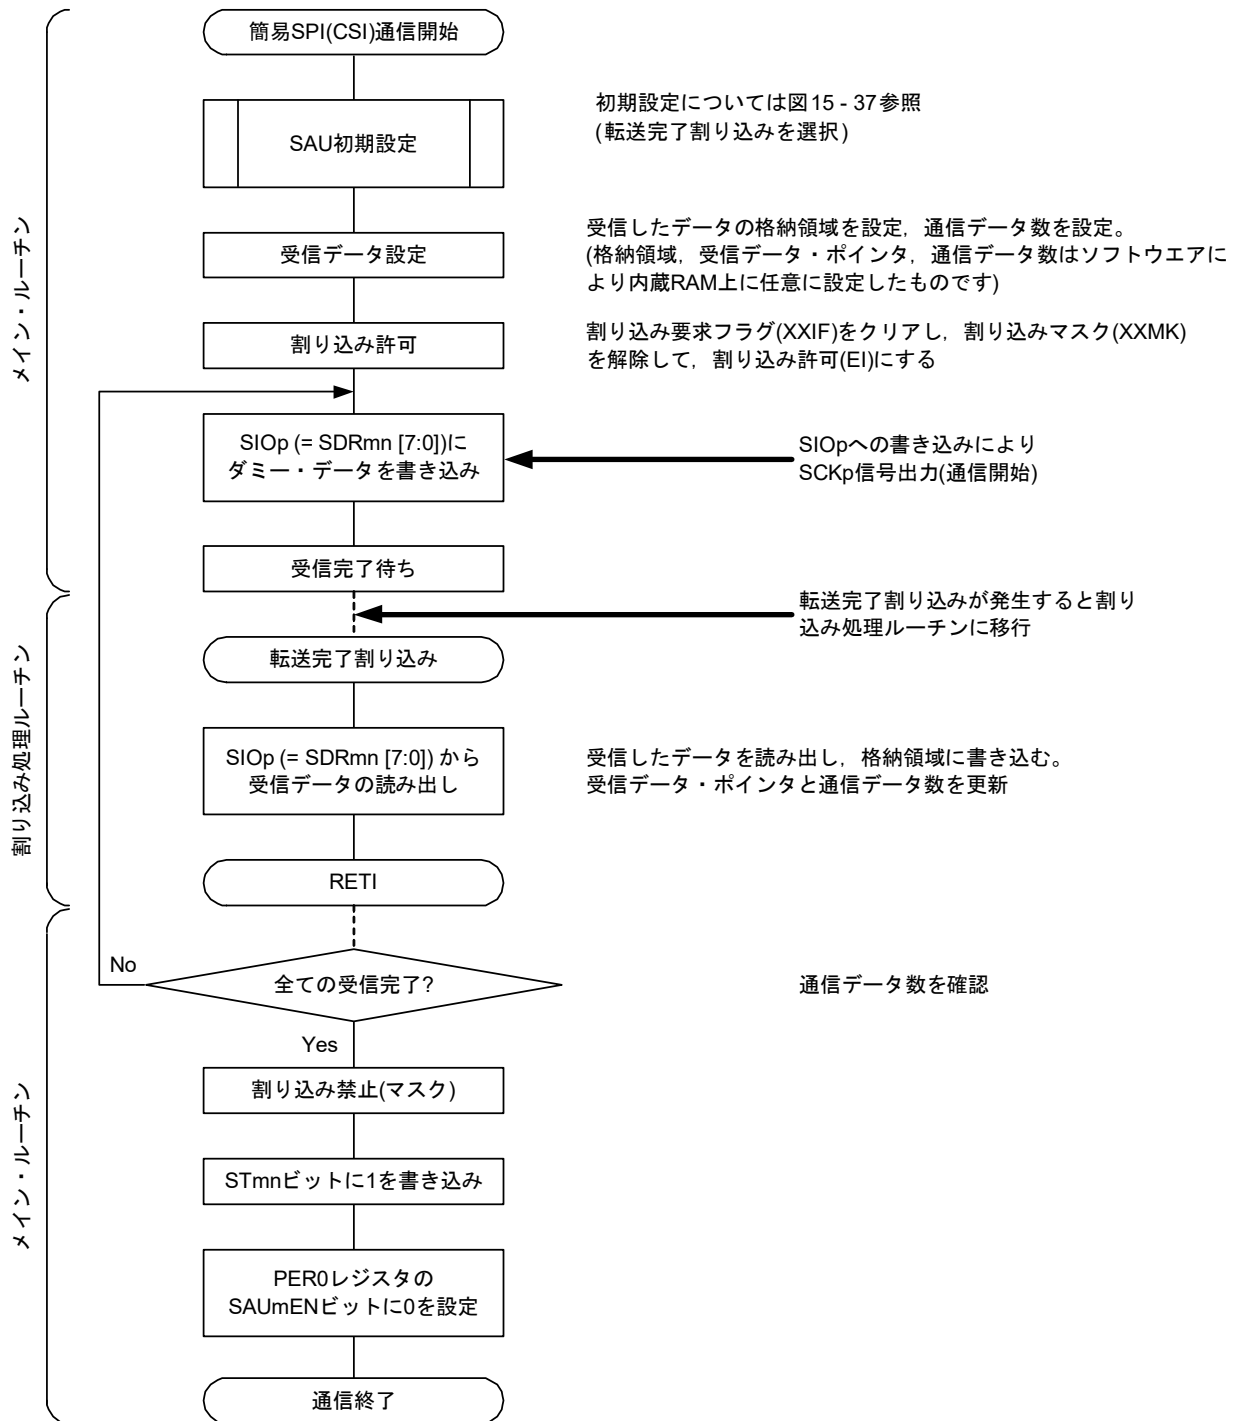 簡易SPI(CSI)通信開始
初期設定については図15 - 37参照
(転送完了割り込みを選択)
SAU初期設定
受信したデータの格納領域を設定，通信データ数を設定。
(格納領域，受信データ・ポインタ，通信データ数はソフトウエアに
より内蔵RAM上に任意に設定したものです)
受信データ設定
メイン・ルーチン
割り込み要求フラグ(XXIF)をクリアし，割り込みマスク(XXMK)
を解除して，割り込み許可(EI)にする
割り込み許可
SIOp (= SDRmn [7:0])に
ダミー・データを書き込み
SIOpへの書き込みにより
SCKp信号出力(通信開始)
受信完了待ち
転送完了割り込みが発生すると割り
込み処理ルーチンに移行
転送完了割り込み
割り込み処理ルーチン
SIOp (= SDRmn [7:0]) から
受信データの読み出し
受信したデータを読み出し，格納領域に書き込む。
受信データ・ポインタと通信データ数を更新
RETI
No
全ての受信完了?
通信データ数を確認
Yes
割り込み禁止(マスク)
メイン・ルーチン
STmnビットに1を書き込み
PER0レジスタの
SAUmENビットに0を設定
通信終了